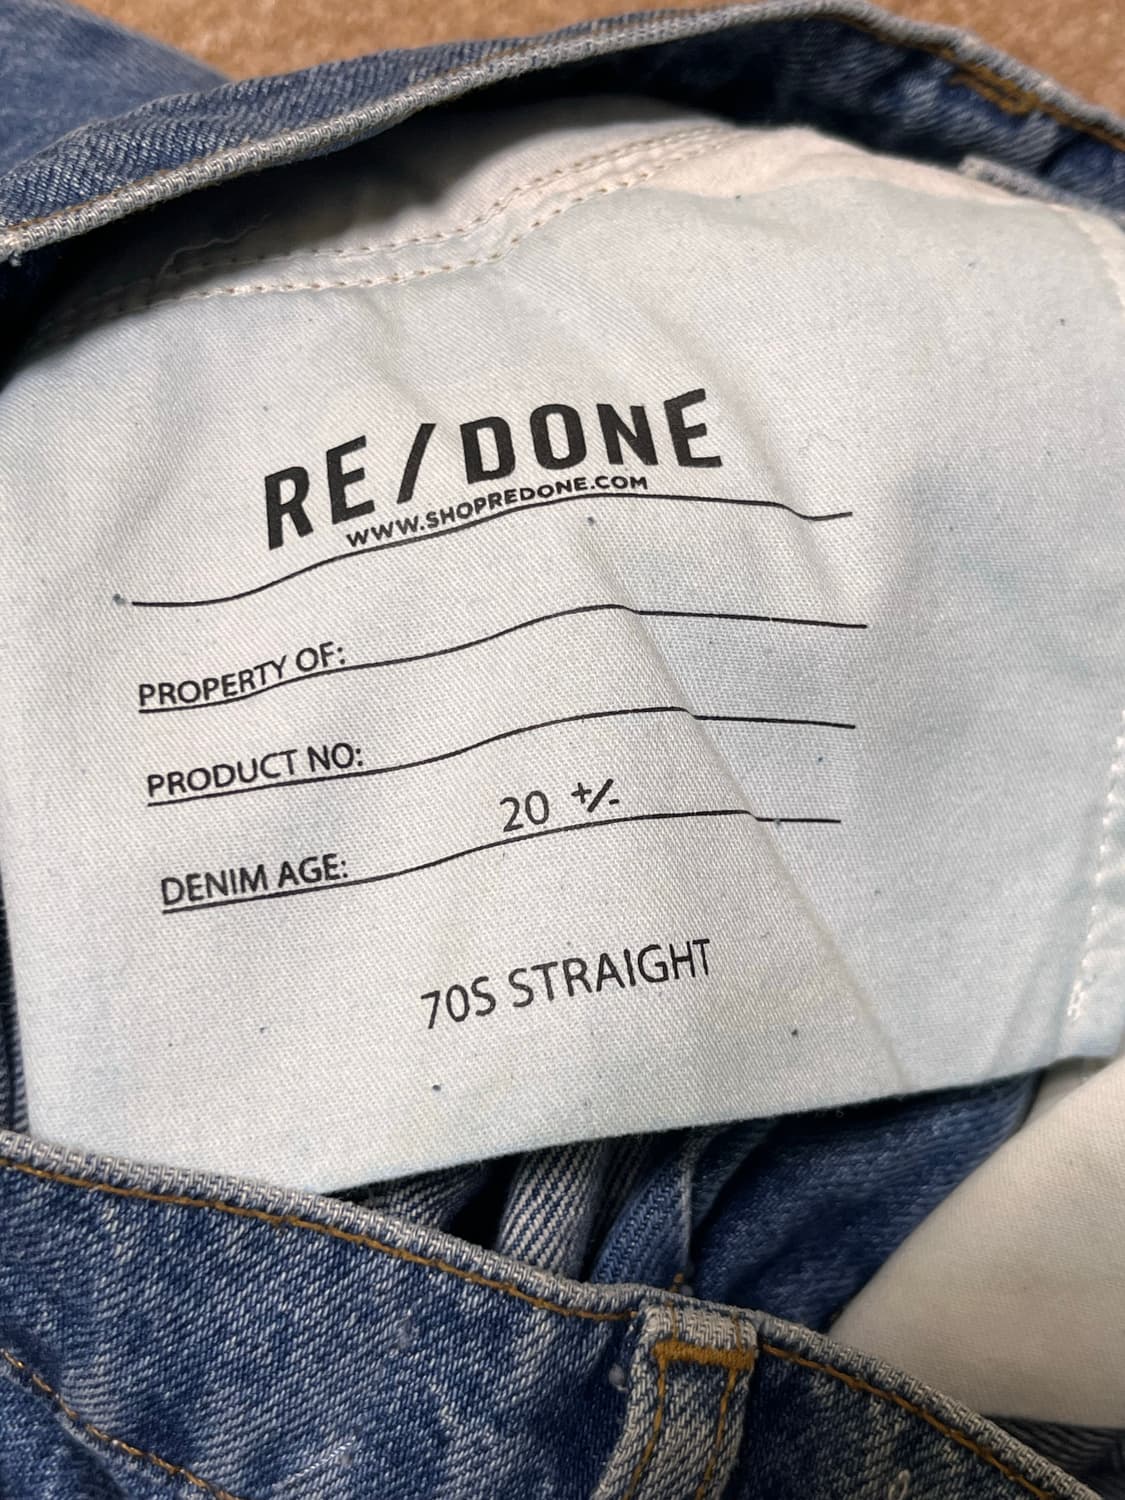 RE/DONE
WWW.SHOPREDONE.COM
PROPERTY OF:
PRODUCT NO:
DENIM AGE: 20 +/-
70S STRAIGHT